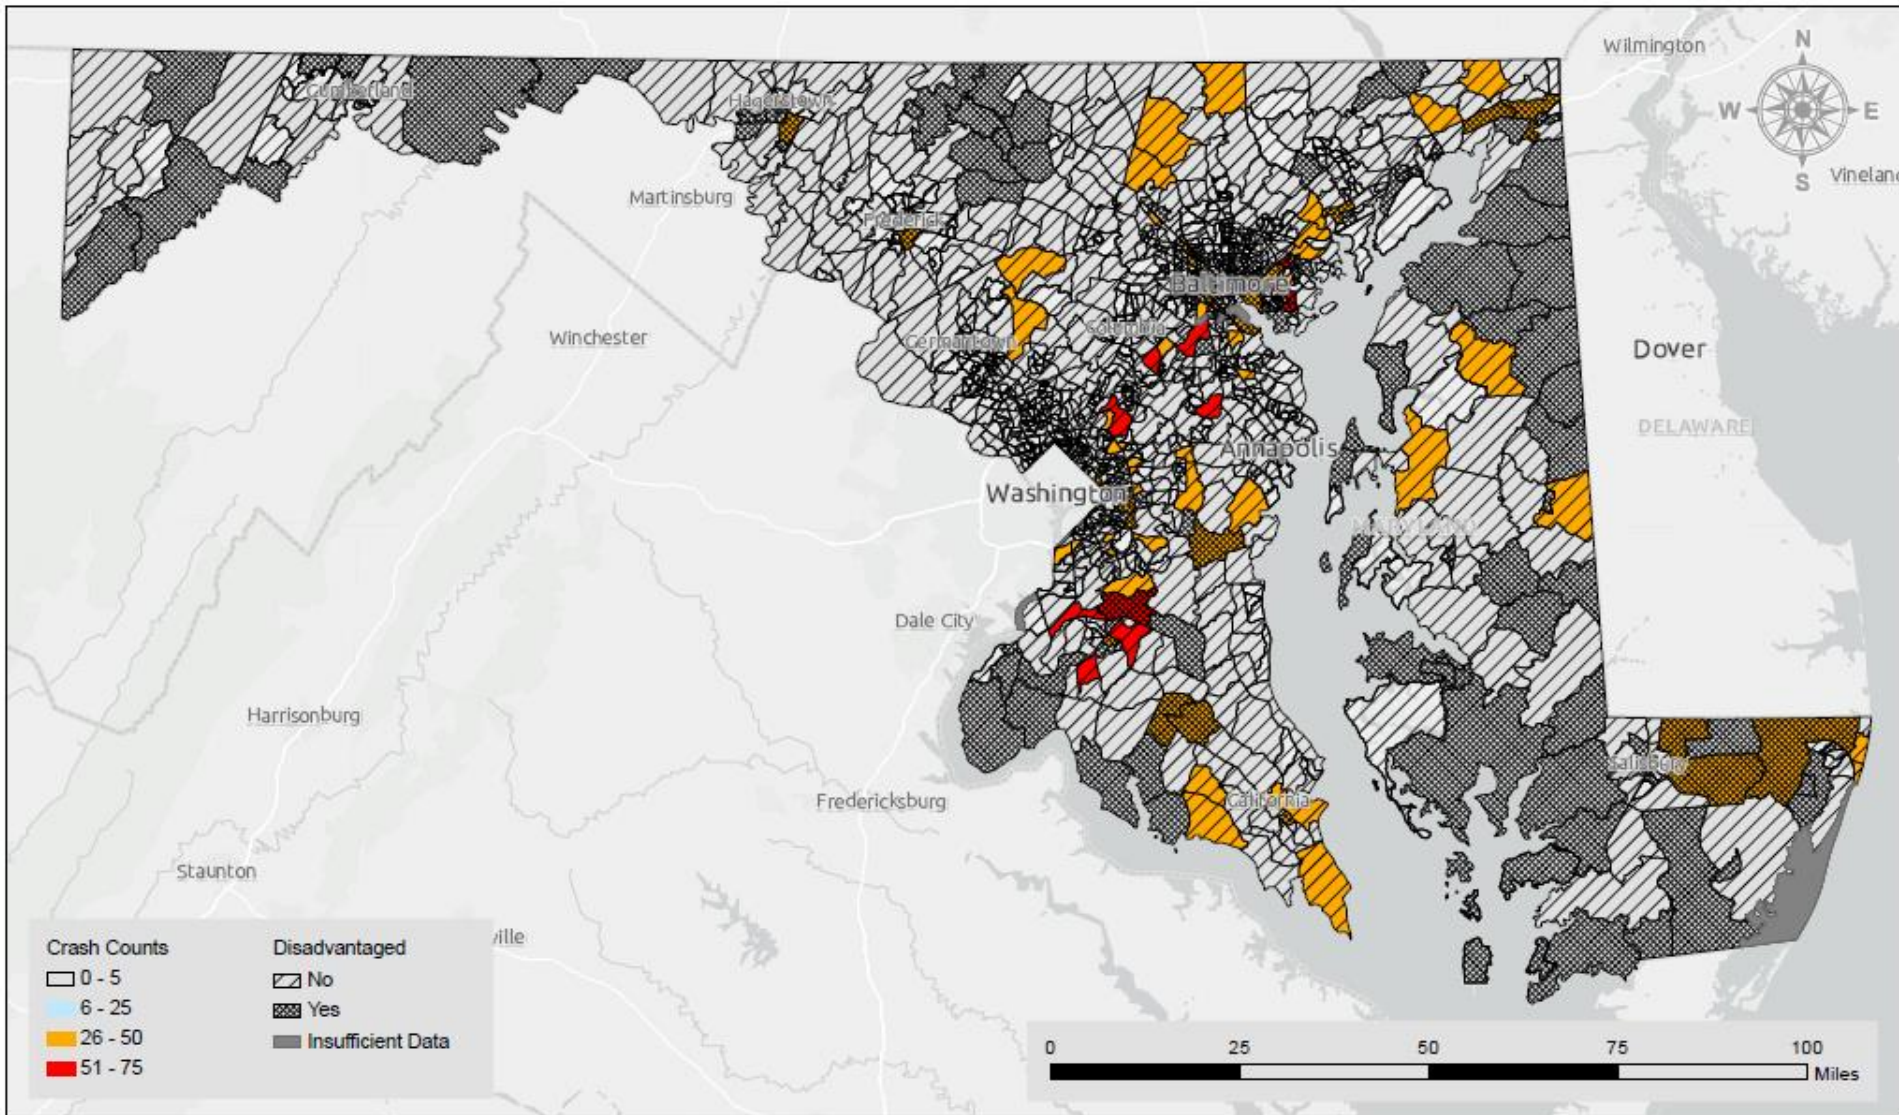 Wilmington
N
Cumberland
Hagerstown
W
E
S
Martinsburg
Vineland
Frederick
Baltimore
Columbia
Winchester
Germantown
Dover
DELAWARE
Annapolis
Washington
MARYLAND
Dale City
Harrisonburg
Salisbury
Fredericksburg
California
Staunton
ville
Crash Counts
0 - 5
6 - 25
26 - 50
51 - 75
Disadvantaged
No
Yes
Insufficient Data
0 25 50 75 100
Miles